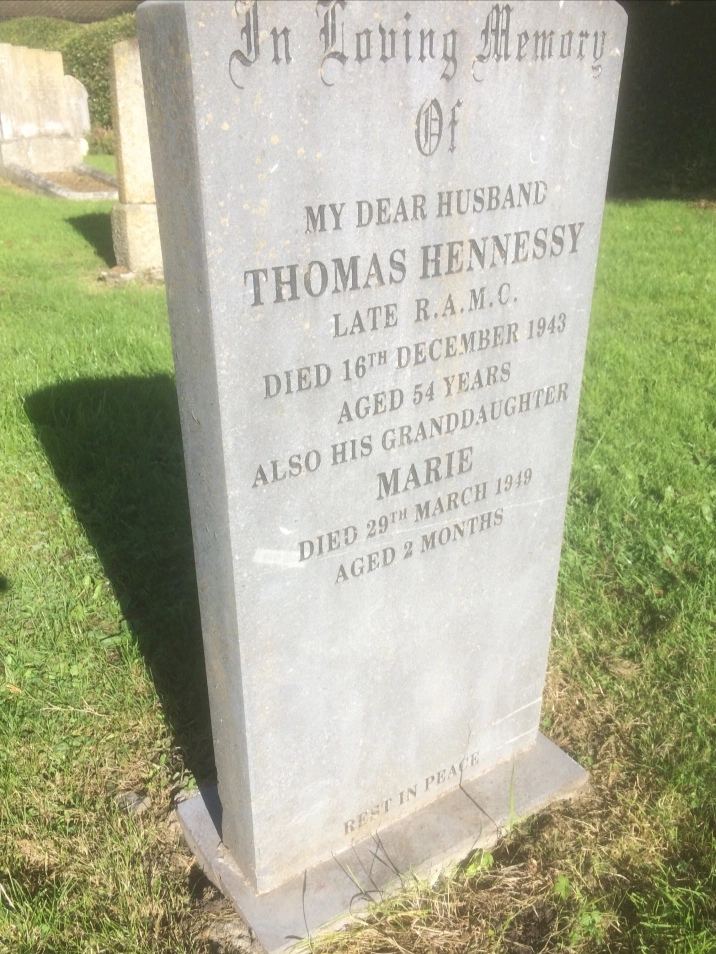 In Loving Memory
Of
MY DEAR HUSBAND
THOMAS HENNESSY
LATE R.A.M.C.
DIED 16TH DECEMBER 1943
AGED 54 YEARS
ALSO HIS GRANDDAUGHTER
MARIE
DIED 29TH MARCH 1949
AGED 2 MONTHS
REST IN PEACE